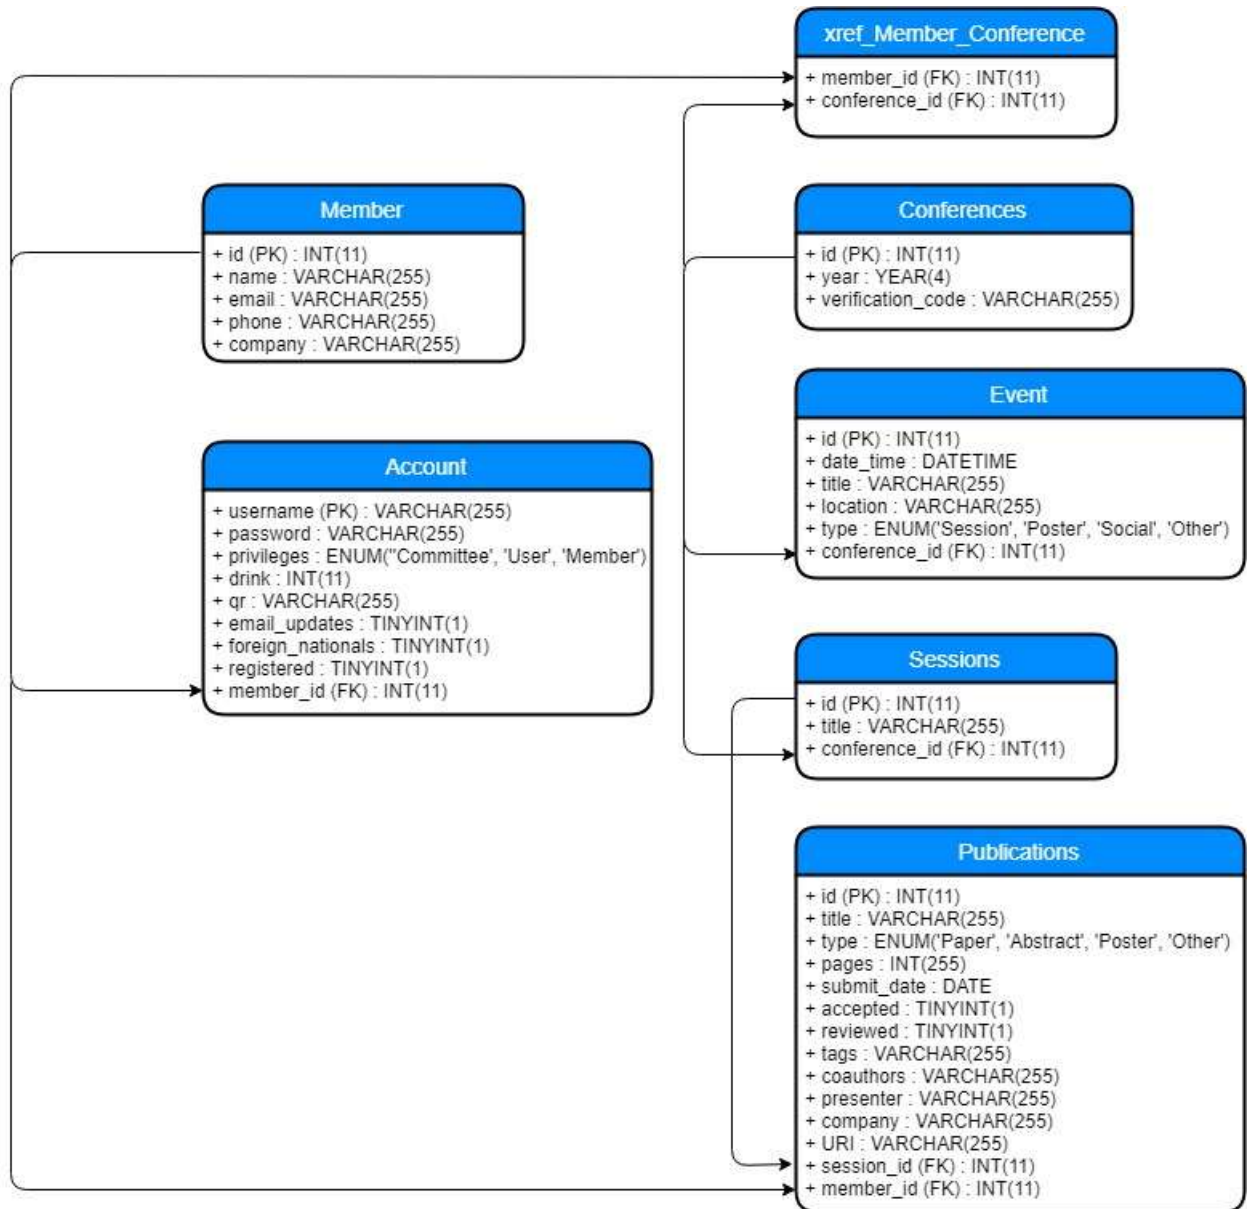 xref_Member_Conference
+ member_id (FK) : INT(11)
+ conference_id (FK) : INT(11)
Member
+ id (PK) : INT(11)
+ name : VARCHAR(255)
+ email : VARCHAR(255)
+ phone : VARCHAR(255)
+ company : VARCHAR(255)
Conferences
+ id (PK) : INT(11)
+ year : YEAR(4)
+ verification_code : VARCHAR(255)
Event
+ id (PK) : INT(11)
+ date_time : DATETIME
+ title : VARCHAR(255)
+ location : VARCHAR(255)
+ type : ENUM('Session', 'Poster', 'Social', 'Other')
+ conference_id (FK) : INT(11)
Account
+ username (PK) : VARCHAR(255)
+ password : VARCHAR(255)
+ privileges : ENUM("Committee', 'User', 'Member')
+ drink : INT(11)
+ qr : VARCHAR(255)
+ email_updates : TINYINT(1)
+ foreign_nationals : TINYINT(1)
+ registered : TINYINT(1)
+ member_id (FK) : INT(11)
Sessions
+ id (PK) : INT(11)
+ title : VARCHAR(255)
+ conference_id (FK) : INT(11)
Publications
+ id (PK) : INT(11)
+ title : VARCHAR(255)
+ type : ENUM('Paper', 'Abstract', 'Poster', 'Other')
+ pages : INT(255)
+ submit_date : DATE
+ accepted : TINYINT(1)
+ reviewed : TINYINT(1)
+ tags : VARCHAR(255)
+ coauthors : VARCHAR(255)
+ presenter : VARCHAR(255)
+ company : VARCHAR(255)
+ URI : VARCHAR(255)
+ session_id (FK) : INT(11)
+ member_id (FK) : INT(11)